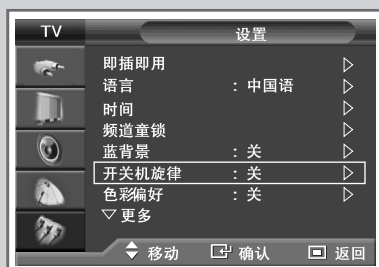 TV 设置
即插即用
语言 : 中国语
时间
频道童锁
蓝背景 : 关
开关机旋律 : 关
色彩偏好 : 关
▽更多
移动 确认 返回